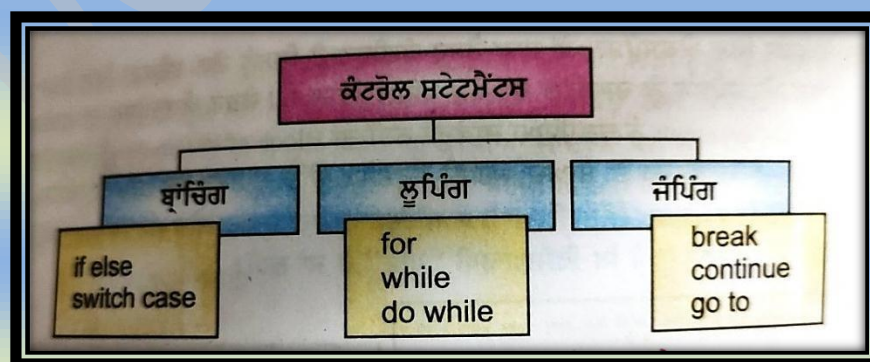 ਕੰਟਰੋਲ ਸਟੇਟਮੈਂਟਸ
ਬ੍ਰਾਂਚਿੰਗ
if else
switch case
ਲੂਪਿੰਗ
for
while
do while
ਜੰਪਿੰਗ
break
continue
go to